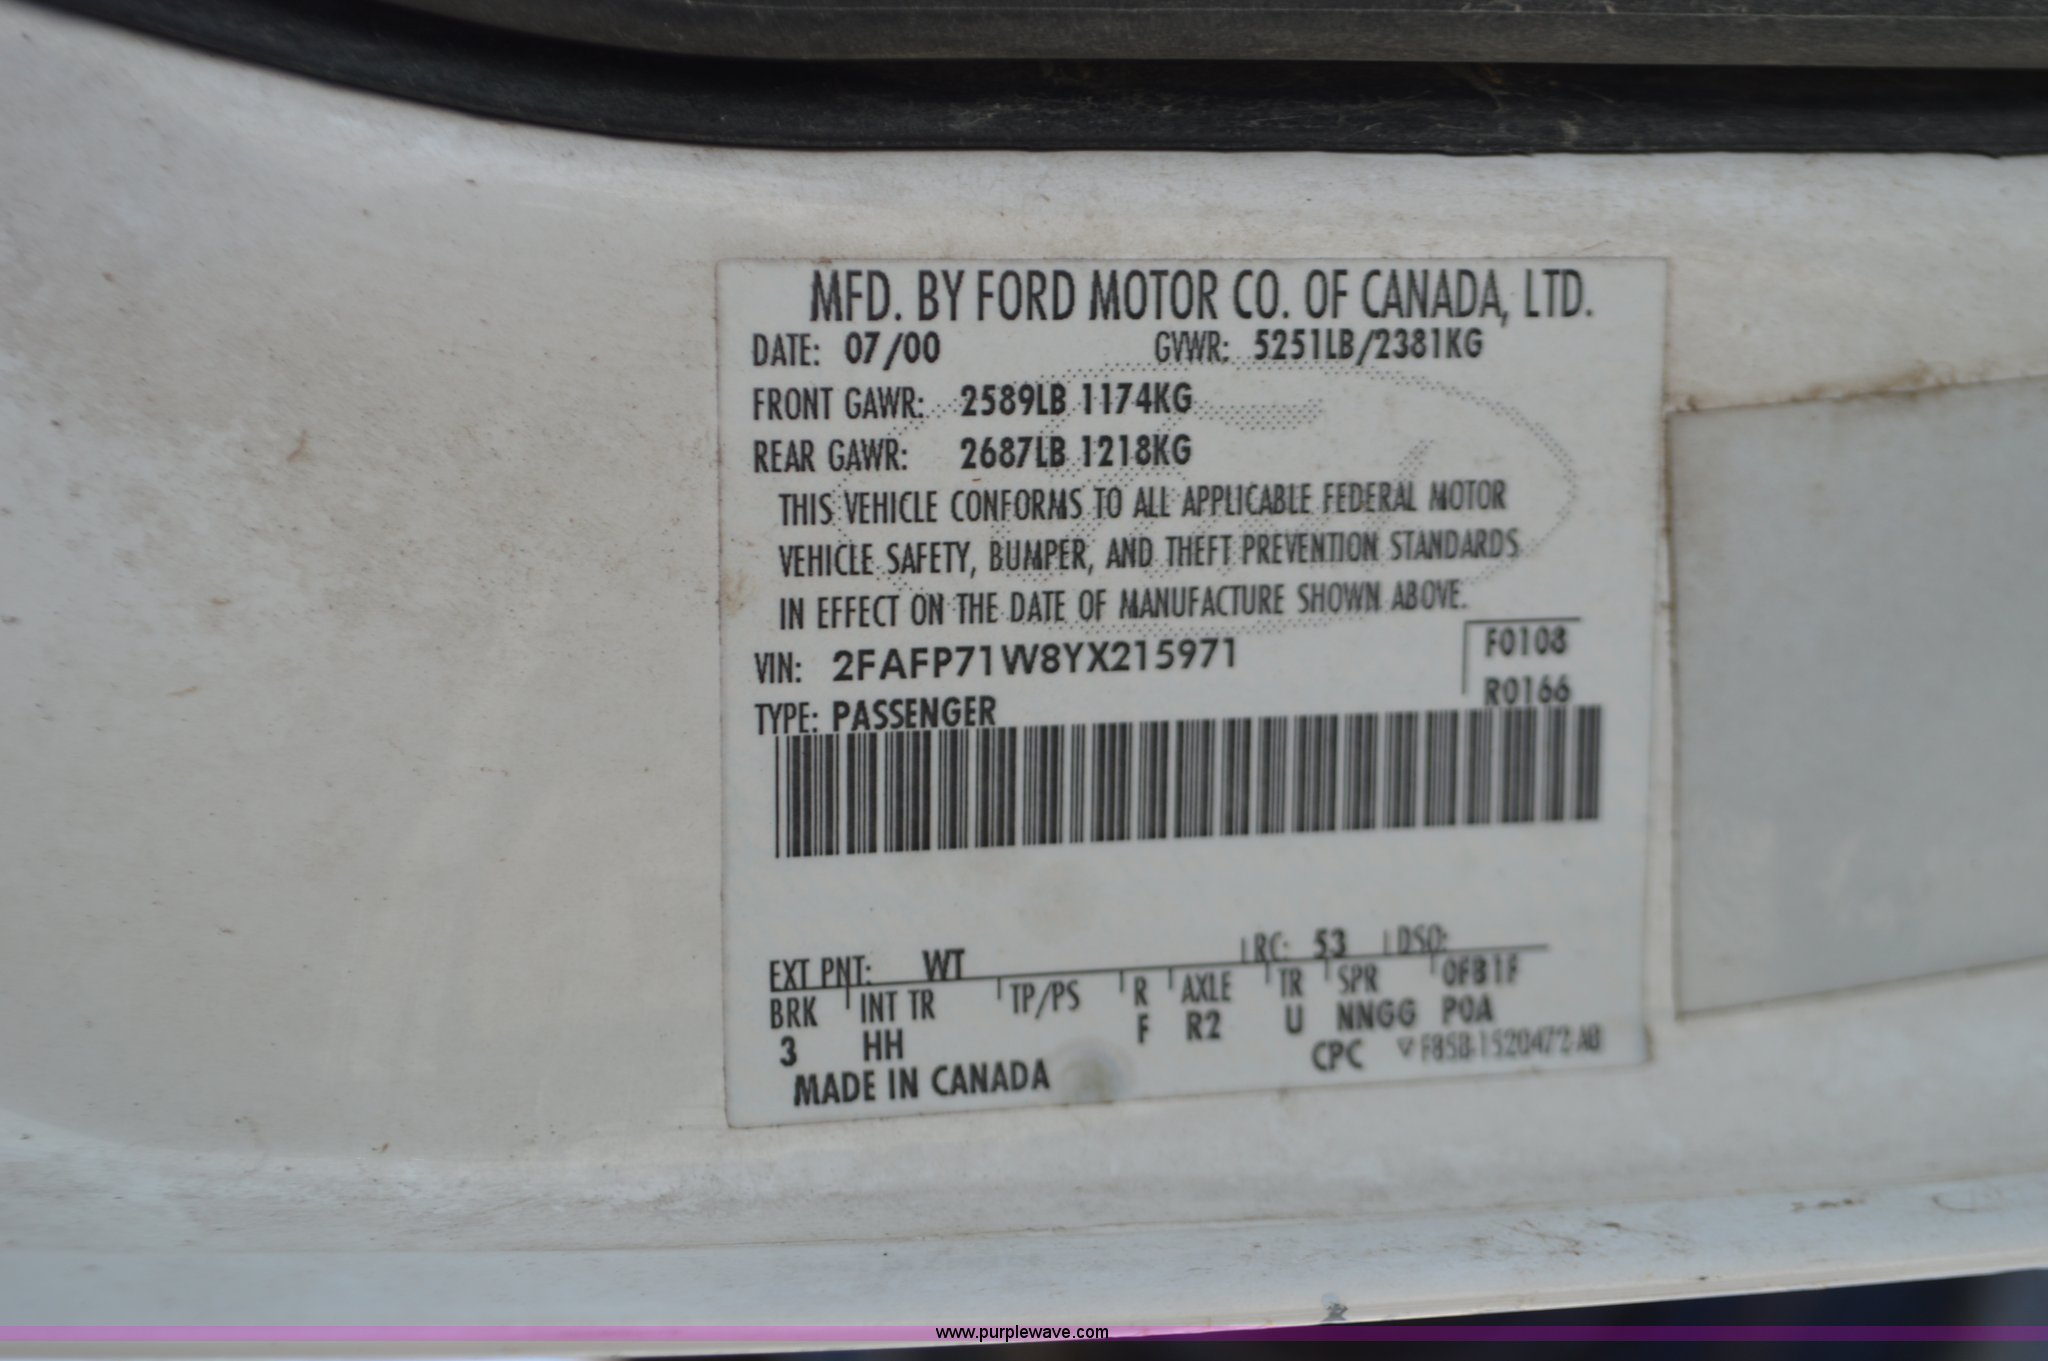 MFD. BY FORD MOTOR CO. OF CANADA, LTD.
DATE: 07/00 GVWR: 5251LB/2381KG
FRONT GAWR: 2589LB 1174KG
REAR GAWR: 2687LB 1218KG
THIS VEHICLE CONFORMS TO ALL APPLICABLE FEDERAL MOTOR
VEHICLE SAFETY, BUMPER, AND THEFT PREVENTION STANDARDS
IN EFFECT ON THE DATE OF MANUFACTURE SHOWN ABOVE.
VIN: 2FAFP71W8YX215971 F0108
R0166
TYPE: PASSENGER
EXT PNT: WT RC: 53 DSO:
BRK INT TR TP/PS R AXLE TR SPR 0FB1F
3 HH F R2 U NNGG P0A
MADE IN CANADA CPC F85B-1520472-AB
www.purplewave.com